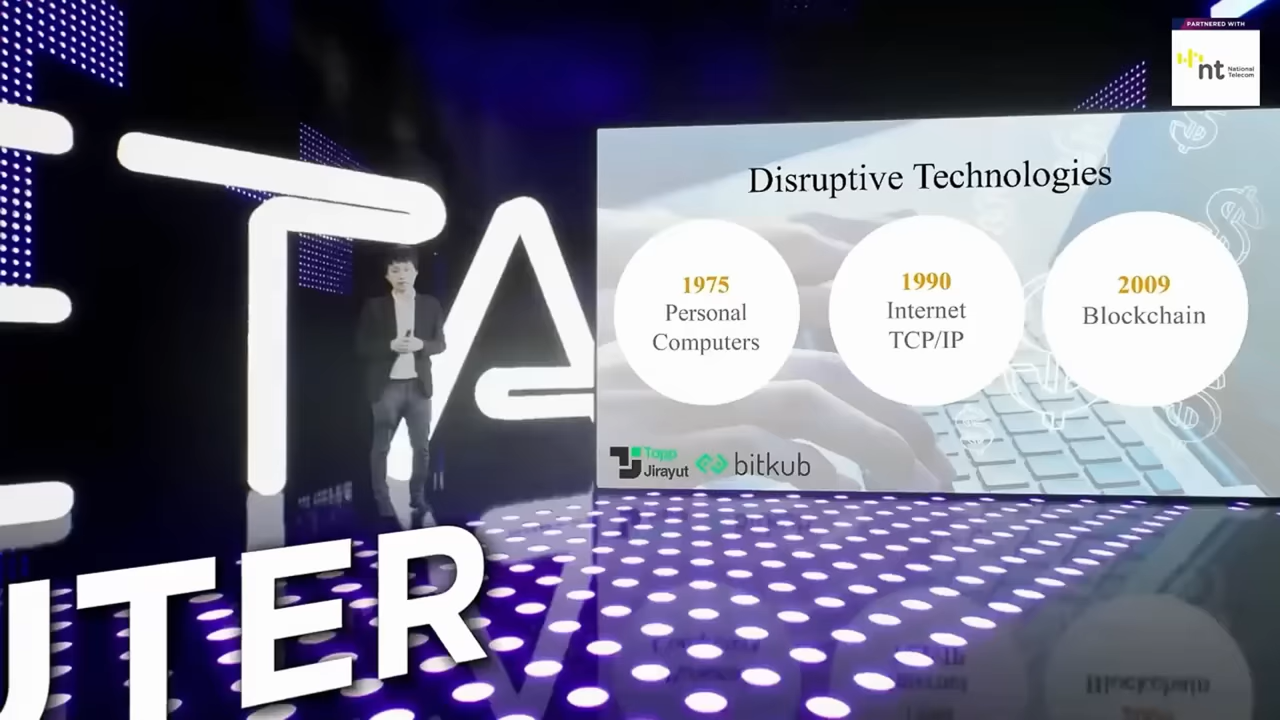 PARTNERED WITH
nt National
Telecom
ETA
Disruptive Technologies
1975
Personal
Computers
1990
Internet
TCP/IP
2009
Blockchain
Topp
Jirayut
bitkub
UTER